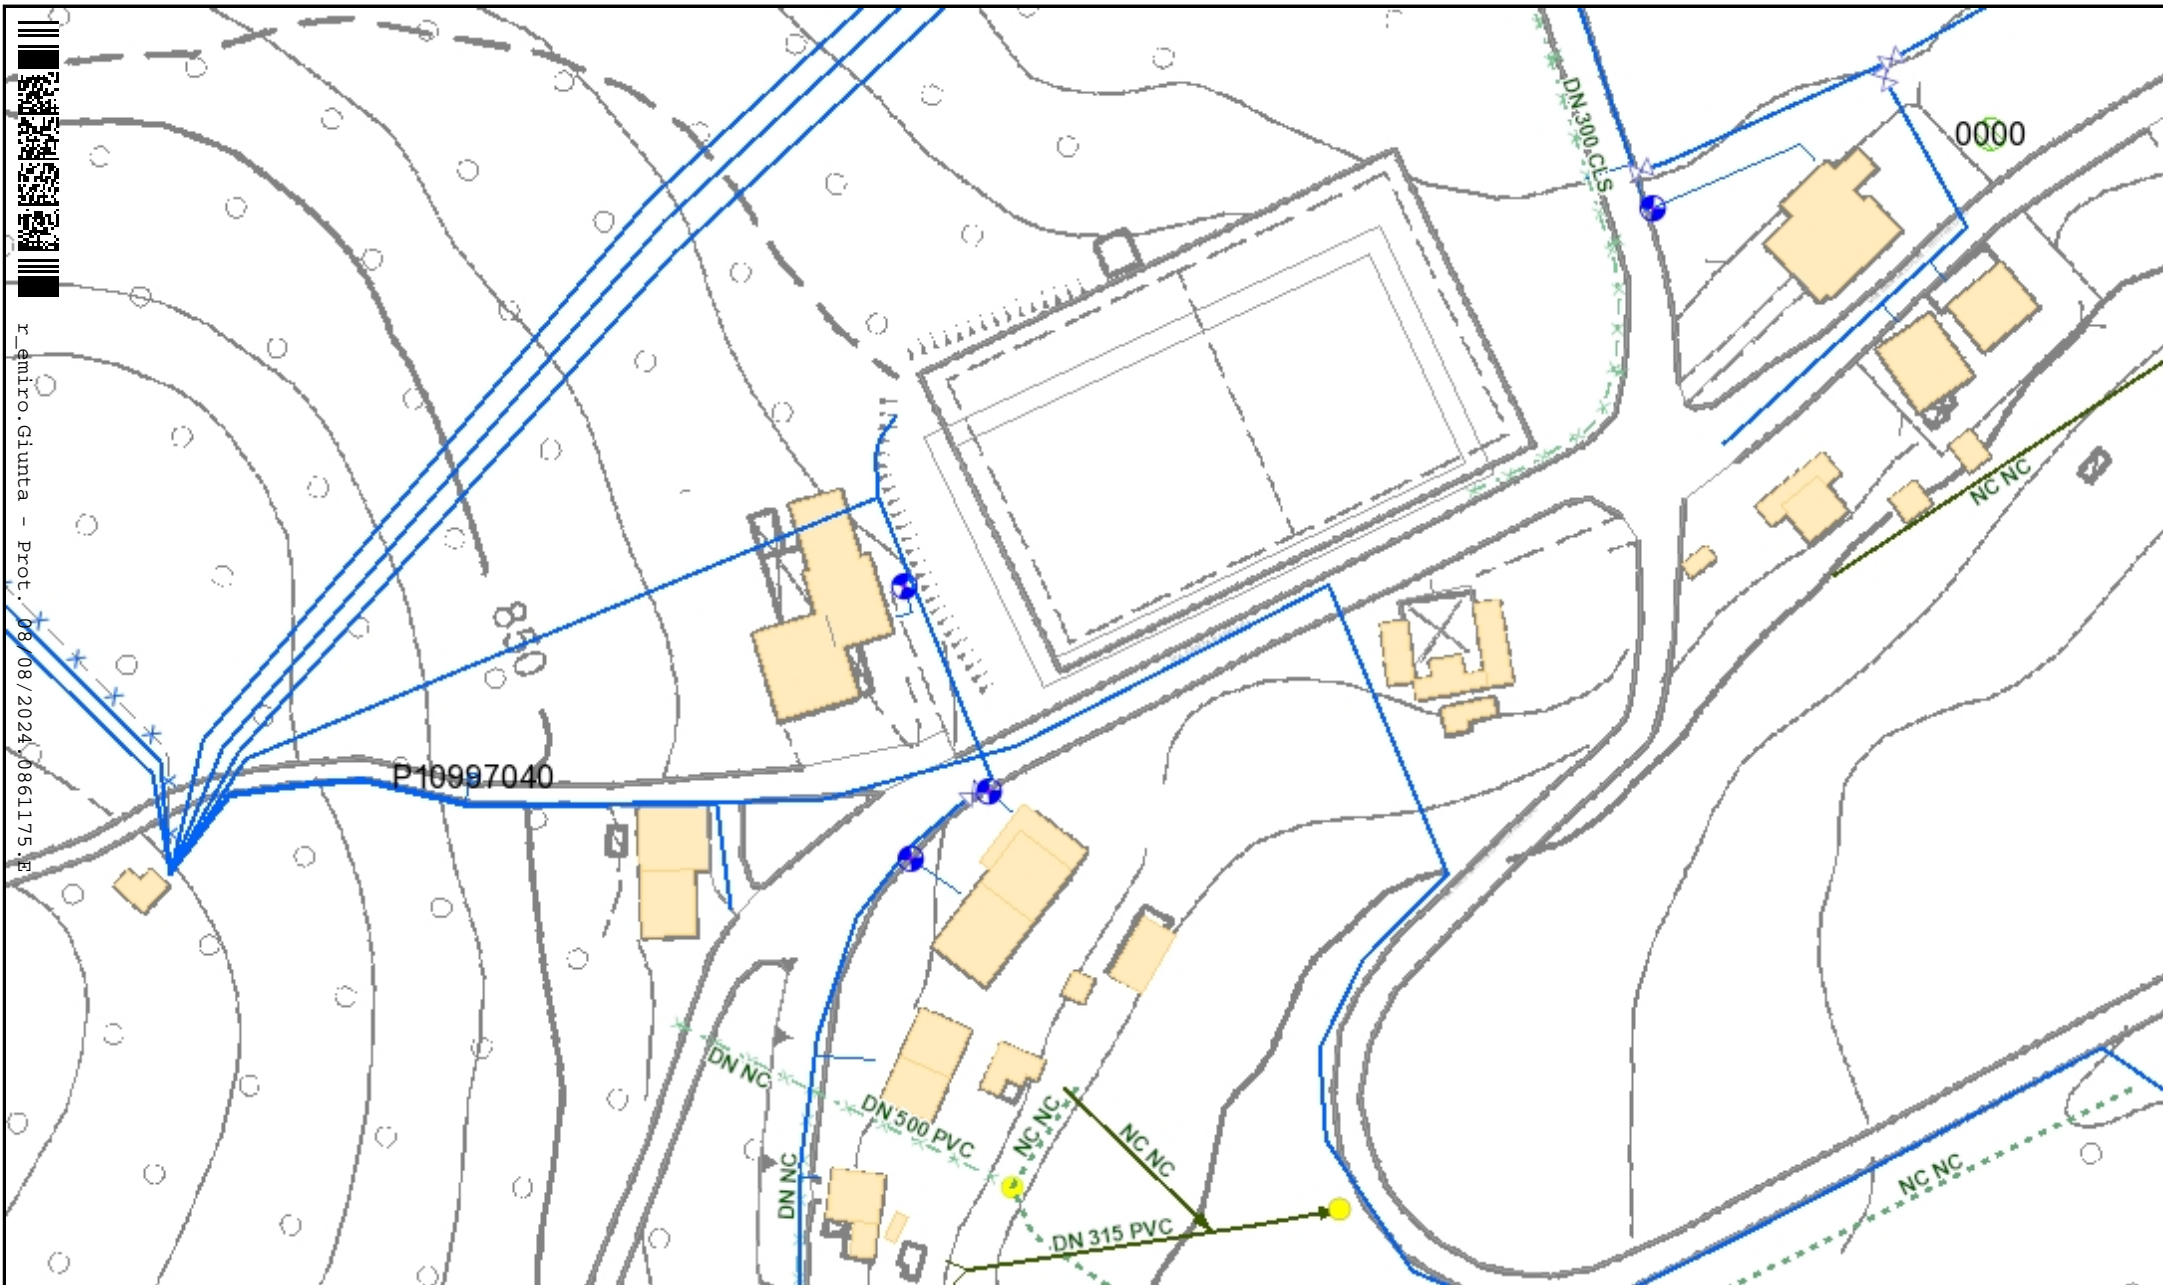 r_emiro.Giunta - Prot. 08/08/2024.0861175.E
DN 300 CLS
0000
NC NC
850
P10997040
DN NC
DN 500 PVC
NC NC
NC NC
DN NC
DN 315 PVC
NC NC